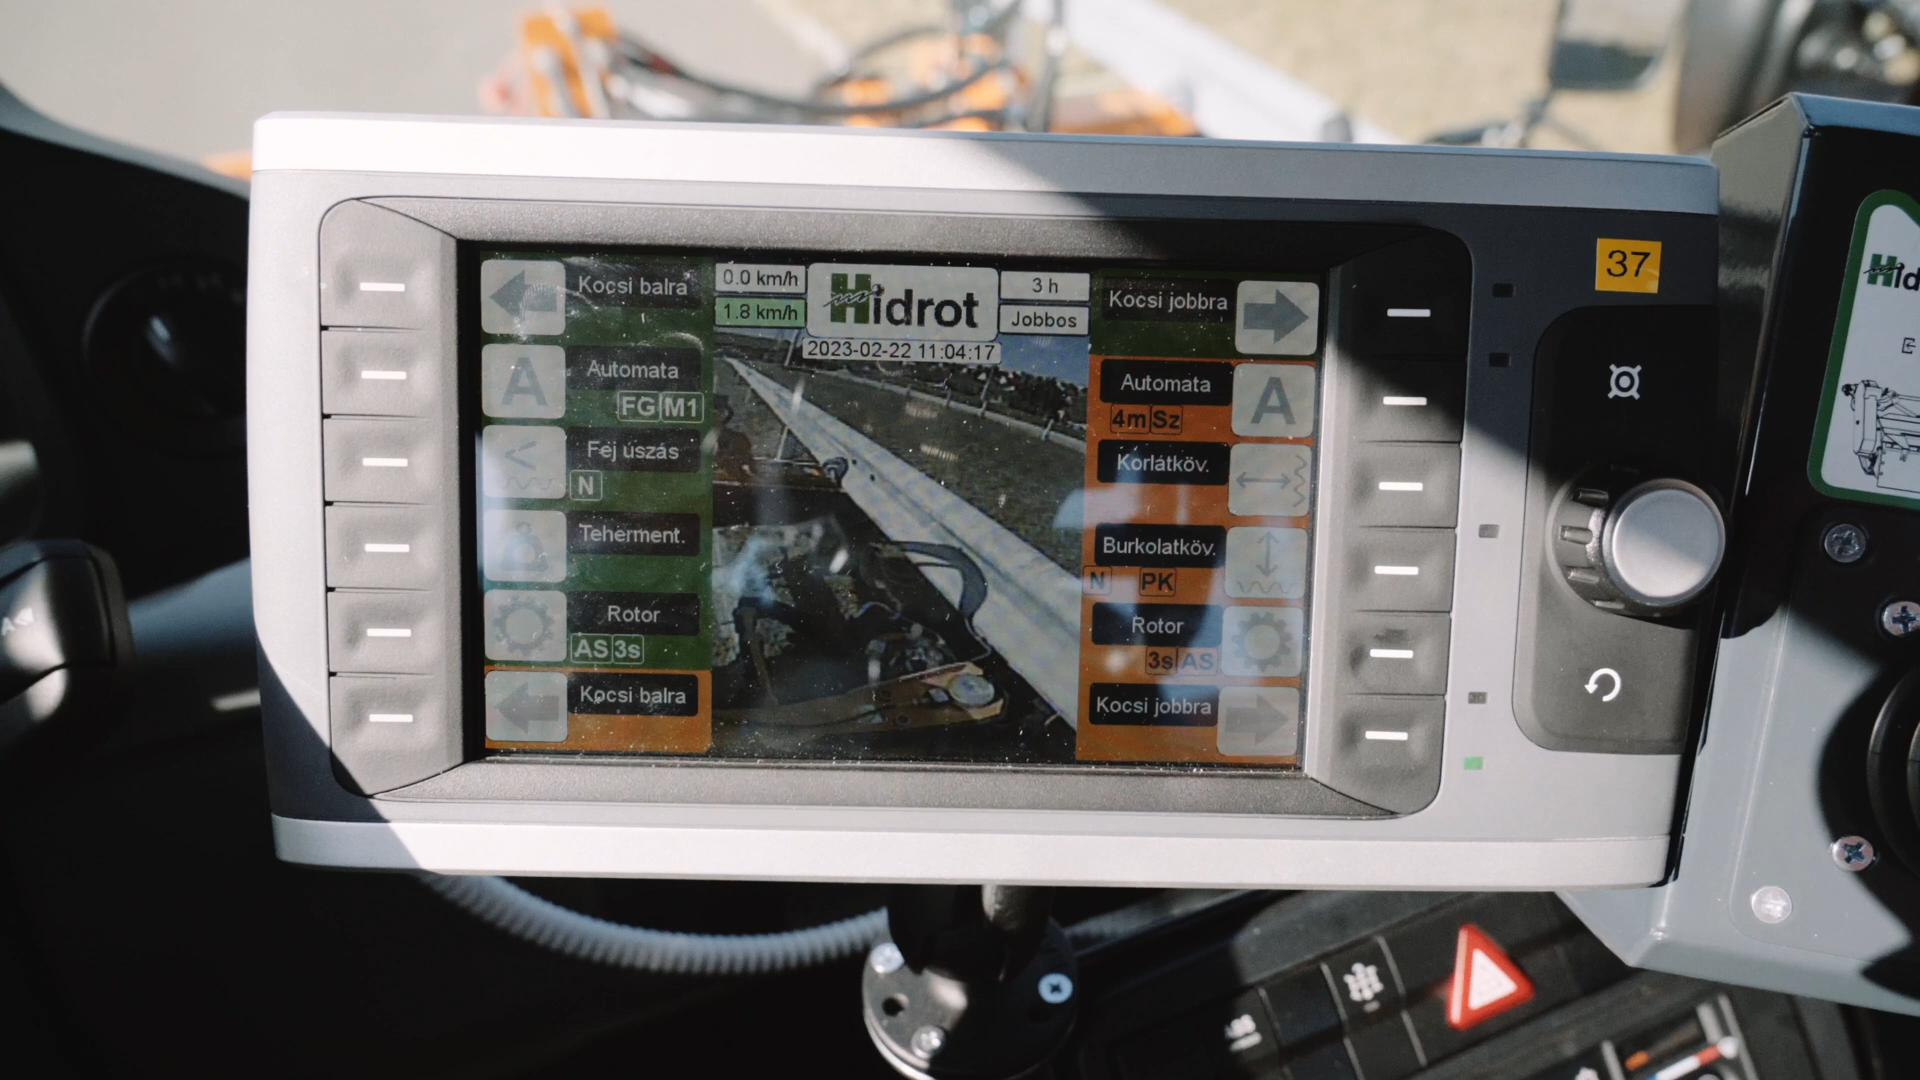 Kocsi balra
0.0 km/h
1.8 km/h
Hidrot
2023-02-22 11:04:17
3 h
Jobbos
Kocsi jobbra
A
Automata
FG M1
Automata
A
4m Sz
Fej úszás
N
Korlátköv.
Teherment.
Burkolatköv.
N PK
Rotor
AS 3s
Rotor
3s AS
Kocsi balra
Kocsi jobbra
37